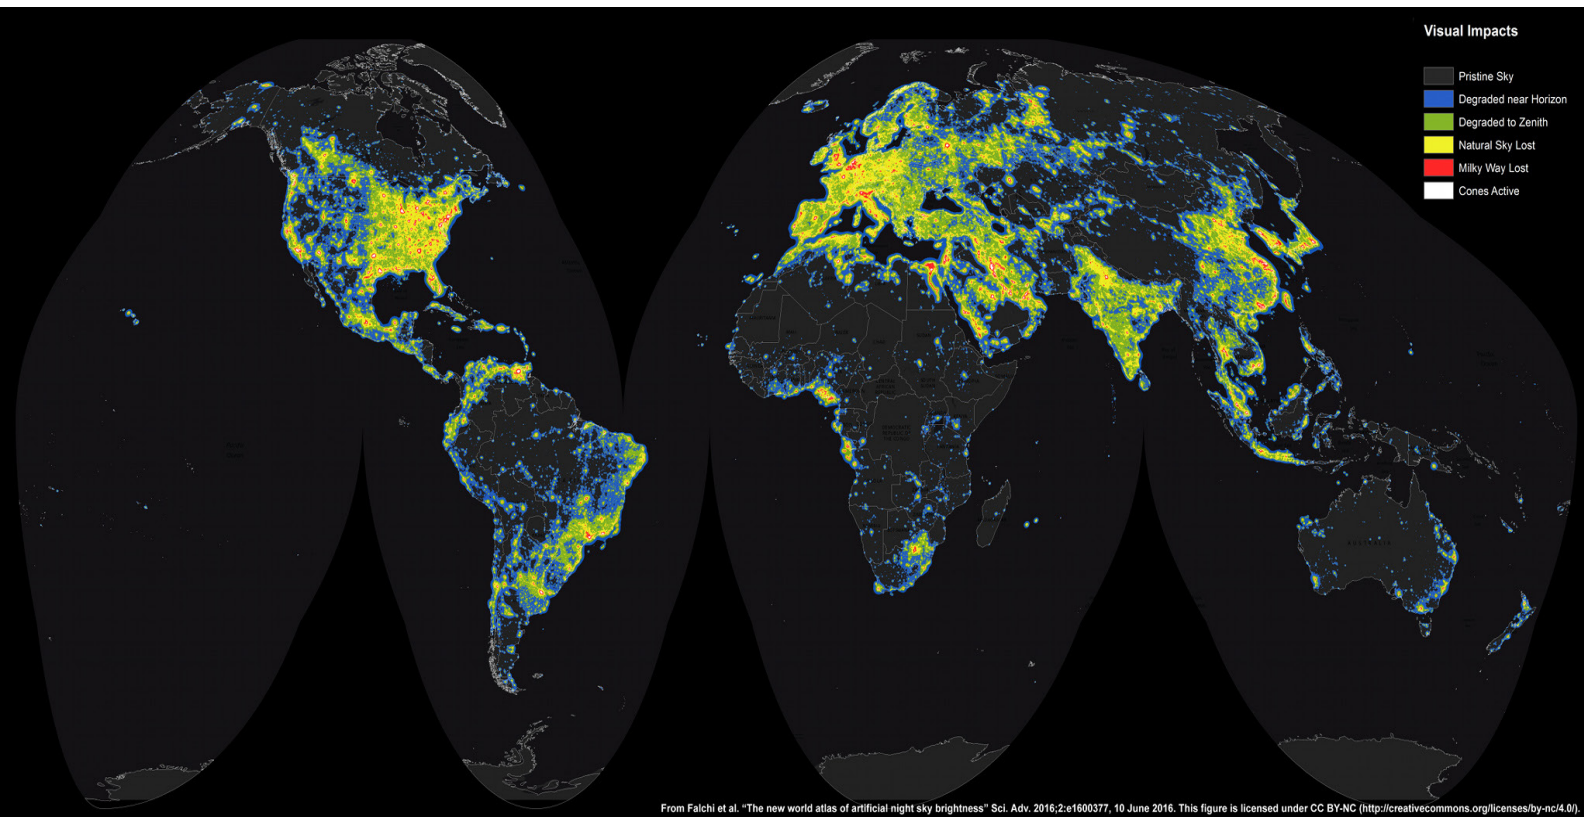 Visual Impacts
Pristine Sky
Degraded near Horizon
Degraded to Zenith
Natural Sky Lost
Milky Way Lost
Cones Active
AUSTRALIA
From Falchi et al. “The new world atlas of artificial night sky brightness” Sci. Adv. 2016;2:e1600377, 10 June 2016. This figure is licensed under CC BY-NC (http://creativecommons.org/licenses/by-nc/4.0/).